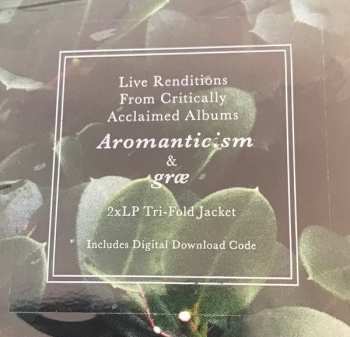 Live Renditions
From Critically
Acclaimed Albums
Aromanticism
&
græ
2xLP Tri-Fold Jacket
Includes Digital Download Code